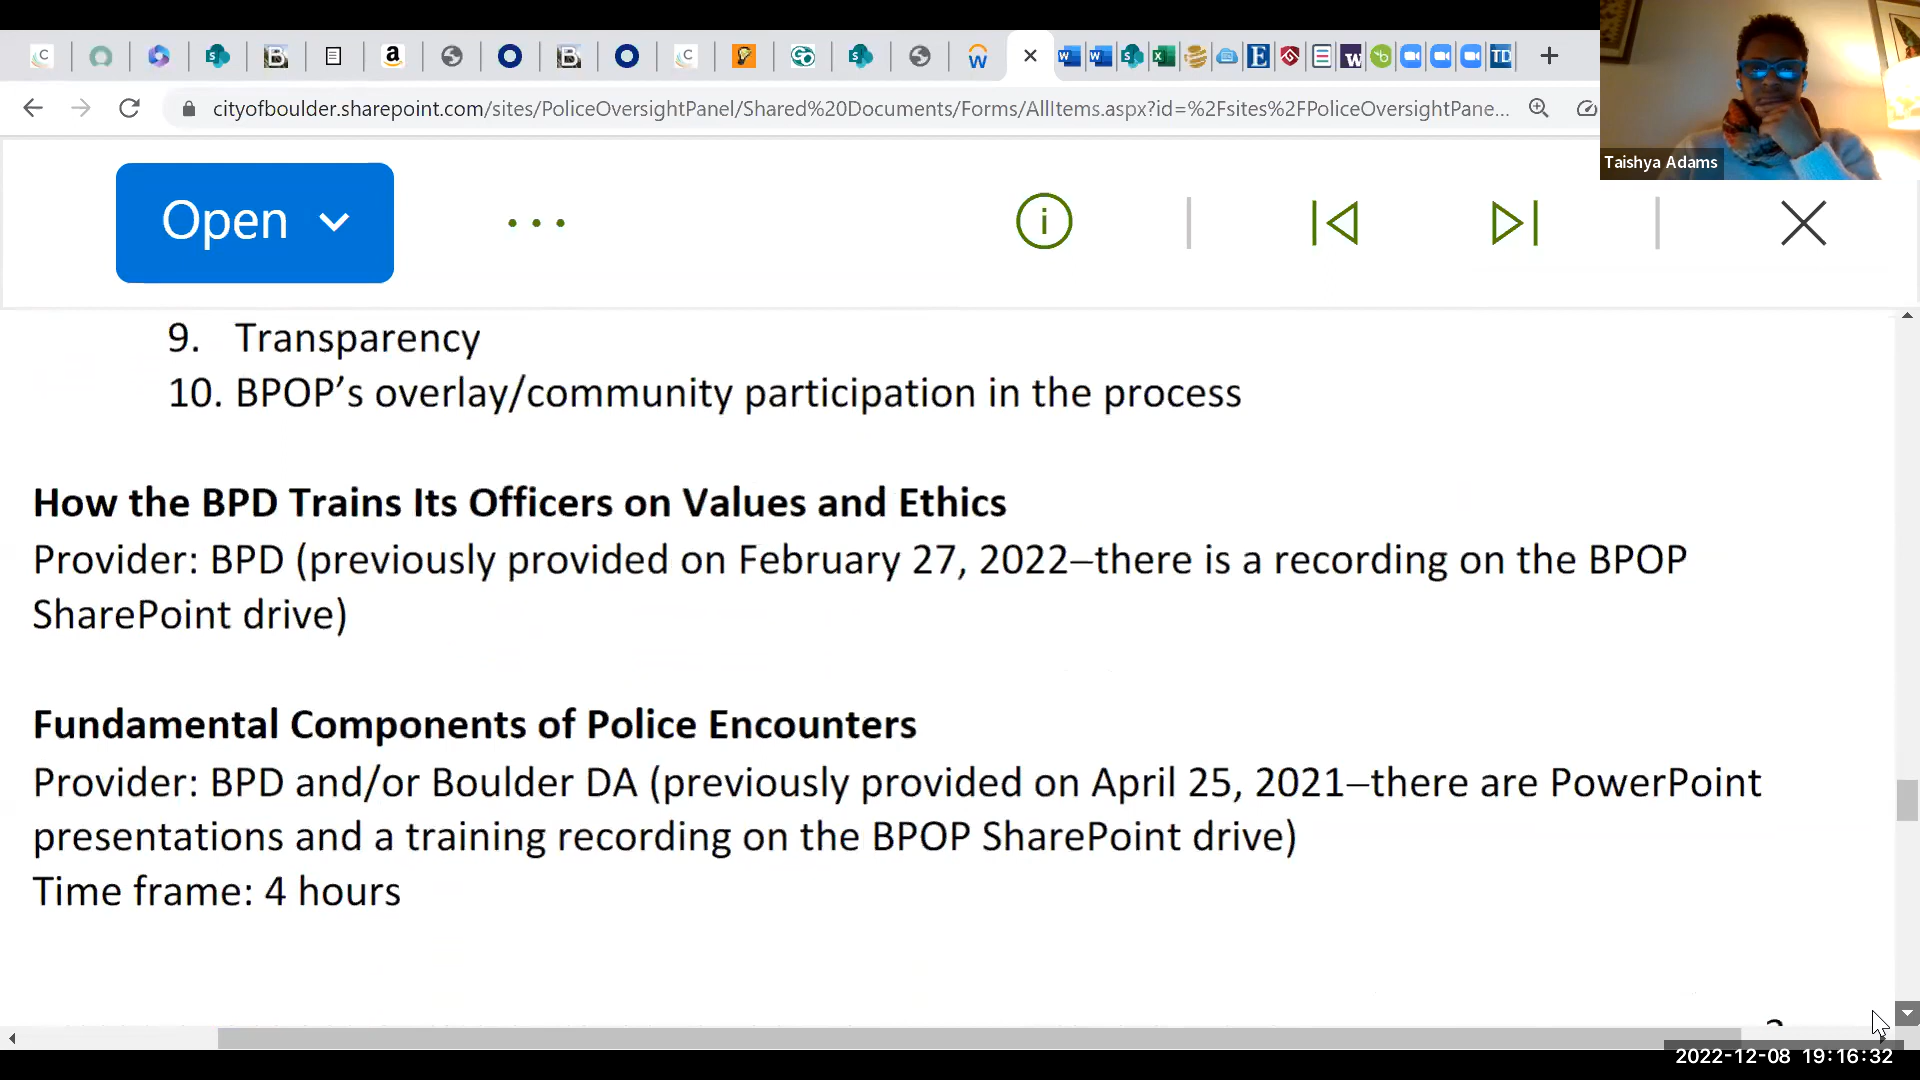 cityofboulder.sharepoint.com/sites/PoliceOversightPanel/Shared%20Documents/Forms/AllItems.aspx?id=%2Fsites%2FPoliceOversightPane...
Taishya Adams
Open
9. Transparency
10. BPOP's overlay/community participation in the process
How the BPD Trains Its Officers on Values and Ethics
Provider: BPD (previously provided on February 27, 2022–there is a recording on the BPOP
SharePoint drive)
Fundamental Components of Police Encounters
Provider: BPD and/or Boulder DA (previously provided on April 25, 2021–there are PowerPoint
presentations and a training recording on the BPOP SharePoint drive)
Time frame: 4 hours
2022-12-08 19:16:32